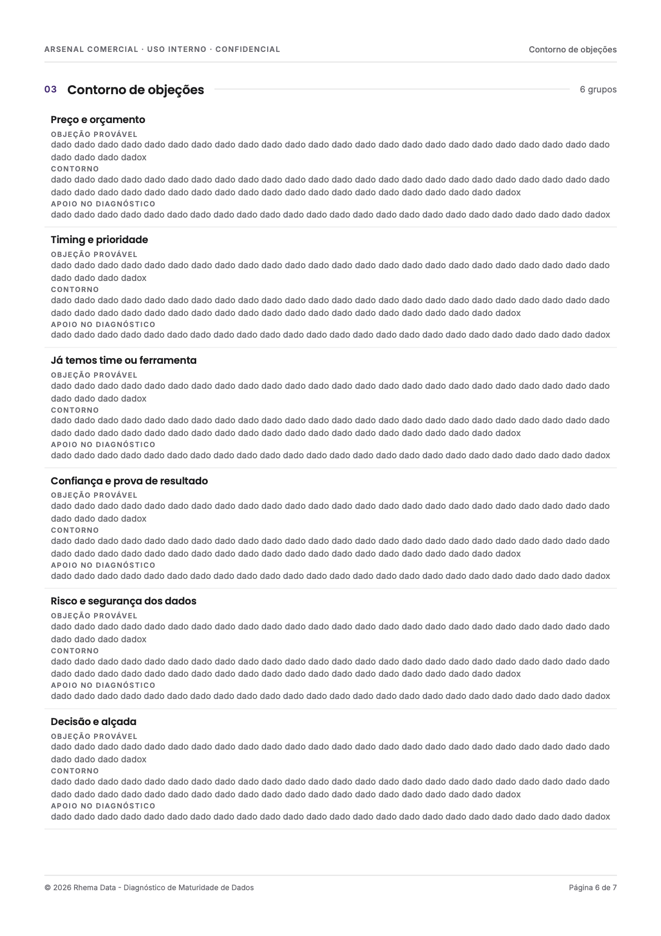 ARSENAL COMERCIAL · USO INTERNO · CONFIDENCIAL
Contorno de objeções
03 Contorno de objeções
6 grupos
Preço e orçamento
OBJEÇÃO PROVÁVEL
dado dado dado dado dado dado dado dado dado dado dado dado dado dado dado dado dado dado dado dado dado dado dado dado
dado dado dado dadox
CONTORNO
dado dado dado dado dado dado dado dado dado dado dado dado dado dado dado dado dado dado dado dado dado dado dado dado
dado dado dado dado dado dado dado dado dado dado dado dado dado dado dado dado dado dado dado dadox
APOIO NO DIAGNÓSTICO
dado dado dado dado dado dado dado dado dado dado dado dado dado dado dado dado dado dado dado dado dado dado dado dadox
Timing e prioridade
OBJEÇÃO PROVÁVEL
dado dado dado dado dado dado dado dado dado dado dado dado dado dado dado dado dado dado dado dado dado dado dado dado
dado dado dado dadox
CONTORNO
dado dado dado dado dado dado dado dado dado dado dado dado dado dado dado dado dado dado dado dado dado dado dado dado
dado dado dado dado dado dado dado dado dado dado dado dado dado dado dado dado dado dado dado dadox
APOIO NO DIAGNÓSTICO
dado dado dado dado dado dado dado dado dado dado dado dado dado dado dado dado dado dado dado dado dado dado dado dadox
Já temos time ou ferramenta
OBJEÇÃO PROVÁVEL
dado dado dado dado dado dado dado dado dado dado dado dado dado dado dado dado dado dado dado dado dado dado dado dado
dado dado dado dadox
CONTORNO
dado dado dado dado dado dado dado dado dado dado dado dado dado dado dado dado dado dado dado dado dado dado dado dado
dado dado dado dado dado dado dado dado dado dado dado dado dado dado dado dado dado dado dado dadox
APOIO NO DIAGNÓSTICO
dado dado dado dado dado dado dado dado dado dado dado dado dado dado dado dado dado dado dado dado dado dado dado dadox
Confiança e prova de resultado
OBJEÇÃO PROVÁVEL
dado dado dado dado dado dado dado dado dado dado dado dado dado dado dado dado dado dado dado dado dado dado dado dado
dado dado dado dadox
CONTORNO
dado dado dado dado dado dado dado dado dado dado dado dado dado dado dado dado dado dado dado dado dado dado dado dado
dado dado dado dado dado dado dado dado dado dado dado dado dado dado dado dado dado dado dado dadox
APOIO NO DIAGNÓSTICO
dado dado dado dado dado dado dado dado dado dado dado dado dado dado dado dado dado dado dado dado dado dado dado dadox
Risco e segurança dos dados
OBJEÇÃO PROVÁVEL
dado dado dado dado dado dado dado dado dado dado dado dado dado dado dado dado dado dado dado dado dado dado dado dado
dado dado dado dadox
CONTORNO
dado dado dado dado dado dado dado dado dado dado dado dado dado dado dado dado dado dado dado dado dado dado dado dado
dado dado dado dado dado dado dado dado dado dado dado dado dado dado dado dado dado dado dado dadox
APOIO NO DIAGNÓSTICO
dado dado dado dado dado dado dado dado dado dado dado dado dado dado dado dado dado dado dado dado dado dado dado dadox
Decisão e alçada
OBJEÇÃO PROVÁVEL
dado dado dado dado dado dado dado dado dado dado dado dado dado dado dado dado dado dado dado dado dado dado dado dado
dado dado dado dadox
CONTORNO
dado dado dado dado dado dado dado dado dado dado dado dado dado dado dado dado dado dado dado dado dado dado dado dado
dado dado dado dado dado dado dado dado dado dado dado dado dado dado dado dado dado dado dado dadox
APOIO NO DIAGNÓSTICO
dado dado dado dado dado dado dado dado dado dado dado dado dado dado dado dado dado dado dado dado dado dado dado dadox
© 2026 Rhema Data - Diagnóstico de Maturidade de Dados
Página 6 de 7